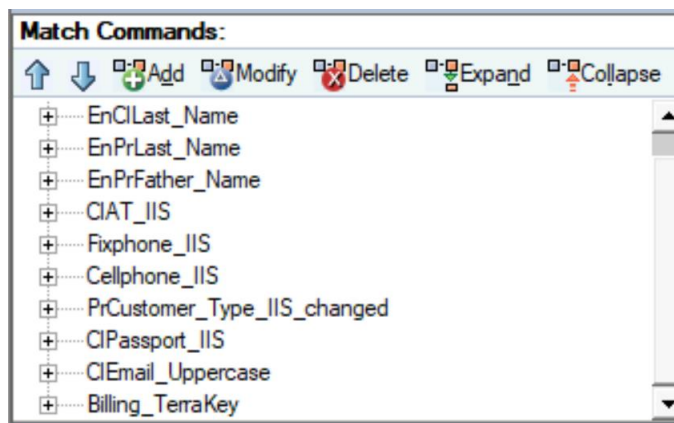 Match Commands:
Add Modify Delete Expand Collapse
EnClLast_Name
EnPrLast_Name
EnPrFather_Name
ClAT_IIS
Fixphone_IIS
Cellphone_IIS
PrCustomer_Type_IIS_changed
ClPassport_IIS
ClEmail_Uppercase
Billing_TerraKey